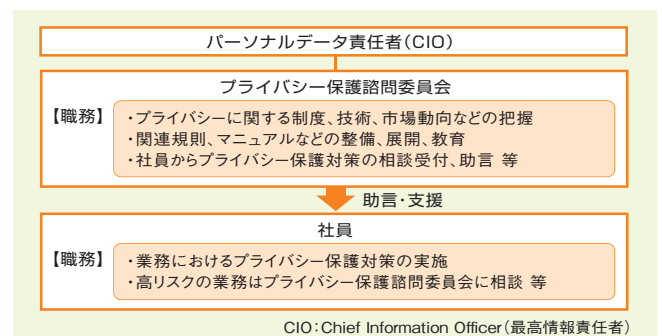 パーソナルデータ責任者(CIO)
プライバシー保護諮問委員会
【職務】
・プライバシーに関する制度、技術、市場動向などの把握
・関連規則、マニュアルなどの整備、展開、教育
・社員からプライバシー保護対策の相談受付、助言 等
助言・支援
社員
【職務】
・業務におけるプライバシー保護対策の実施
・高リスクの業務はプライバシー保護諮問委員会に相談 等
CIO:Chief Information Officer(最高情報責任者)